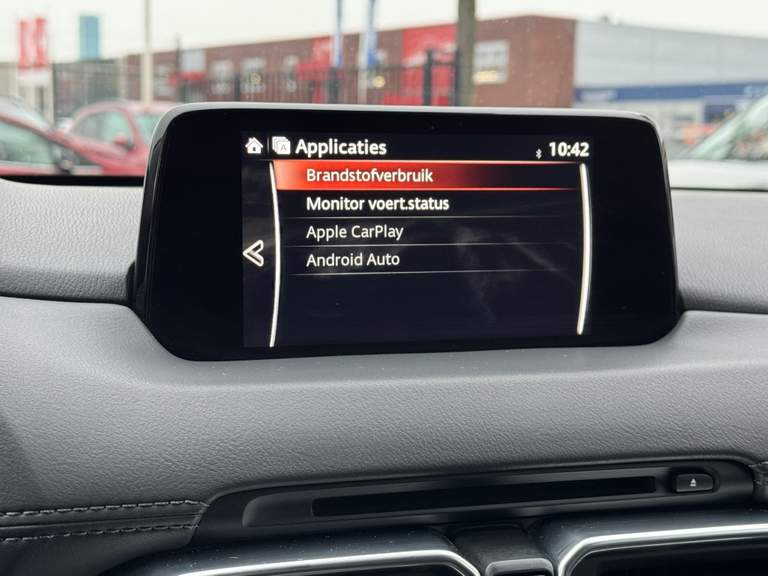 Applicaties 10:42
Brandstofverbruik
Monitor voert.status
Apple CarPlay
Android Auto